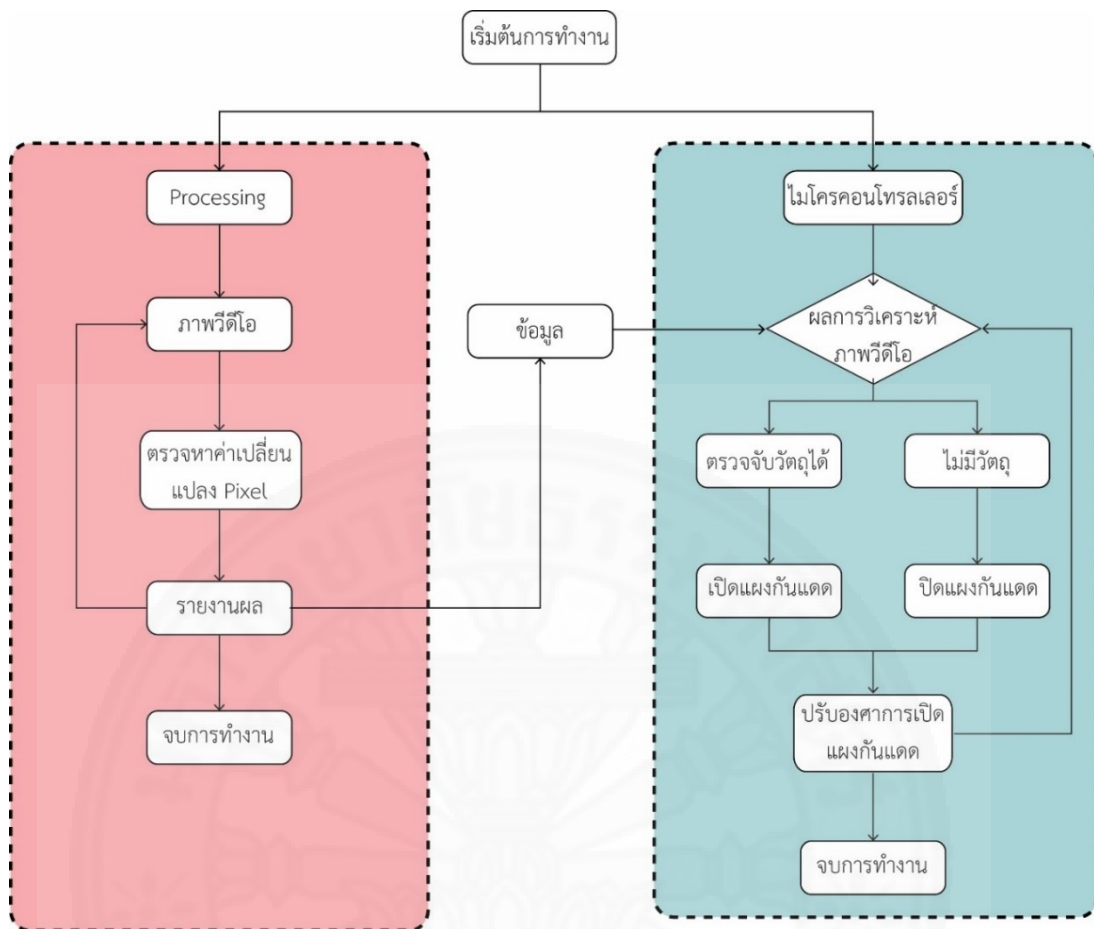 เริ่มต้นการทำงาน
Processing
ภาพวีดีโอ
ตรวจหาค่าเปลี่ยน
แปลง Pixel
รายงานผล
จบการทำงาน
ข้อมูล
ไมโครคอนโทรลเลอร์
ผลการวิเคราะห์
ภาพวีดีโอ
ตรวจจับวัตถุได้
ไม่มีวัตถุ
เปิดแผงกันแดด
ปิดแผงกันแดด
ปรับองศาการเปิด
แผงกันแดด
จบการทำงาน